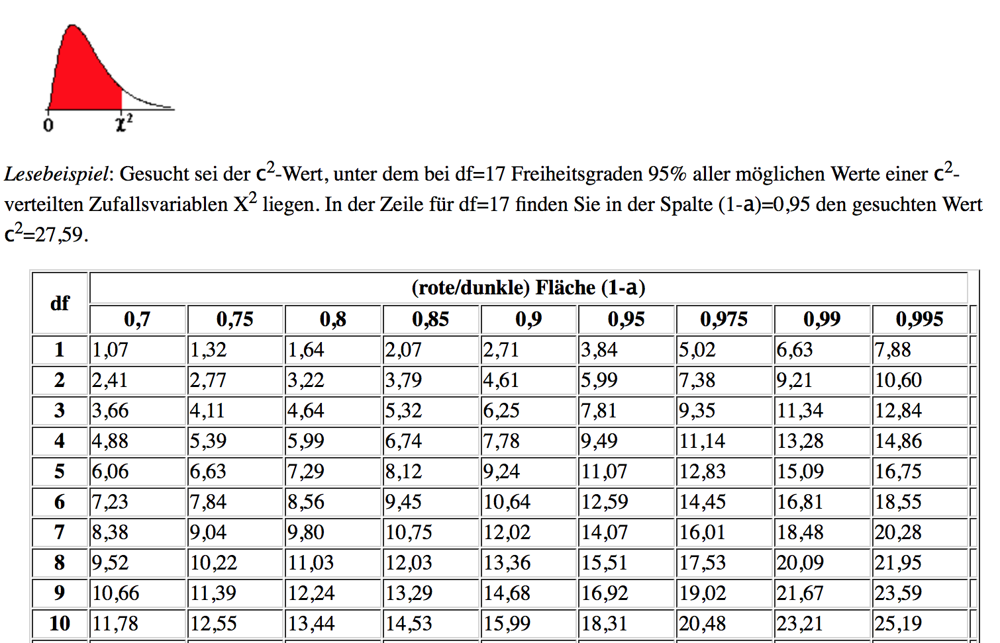 0 χ²
Lesebeispiel: Gesucht sei der c²-Wert, unter dem bei df=17 Freiheitsgraden 95% aller möglichen Werte einer c²-
verteilten Zufallsvariablen X² liegen. In der Zeile für df=17 finden Sie in der Spalte (1-a)=0,95 den gesuchten Wert
c²=27,59.
df (rote/dunkle) Fläche (1-a)
0,7 0,75 0,8 0,85 0,9 0,95 0,975 0,99 0,995
1 1,07 1,32 1,64 2,07 2,71 3,84 5,02 6,63 7,88
2 2,41 2,77 3,22 3,79 4,61 5,99 7,38 9,21 10,60
3 3,66 4,11 4,64 5,32 6,25 7,81 9,35 11,34 12,84
4 4,88 5,39 5,99 6,74 7,78 9,49 11,14 13,28 14,86
5 6,06 6,63 7,29 8,12 9,24 11,07 12,83 15,09 16,75
6 7,23 7,84 8,56 9,45 10,64 12,59 14,45 16,81 18,55
7 8,38 9,04 9,80 10,75 12,02 14,07 16,01 18,48 20,28
8 9,52 10,22 11,03 12,03 13,36 15,51 17,53 20,09 21,95
9 10,66 11,39 12,24 13,29 14,68 16,92 19,02 21,67 23,59
10 11,78 12,55 13,44 14,53 15,99 18,31 20,48 23,21 25,19